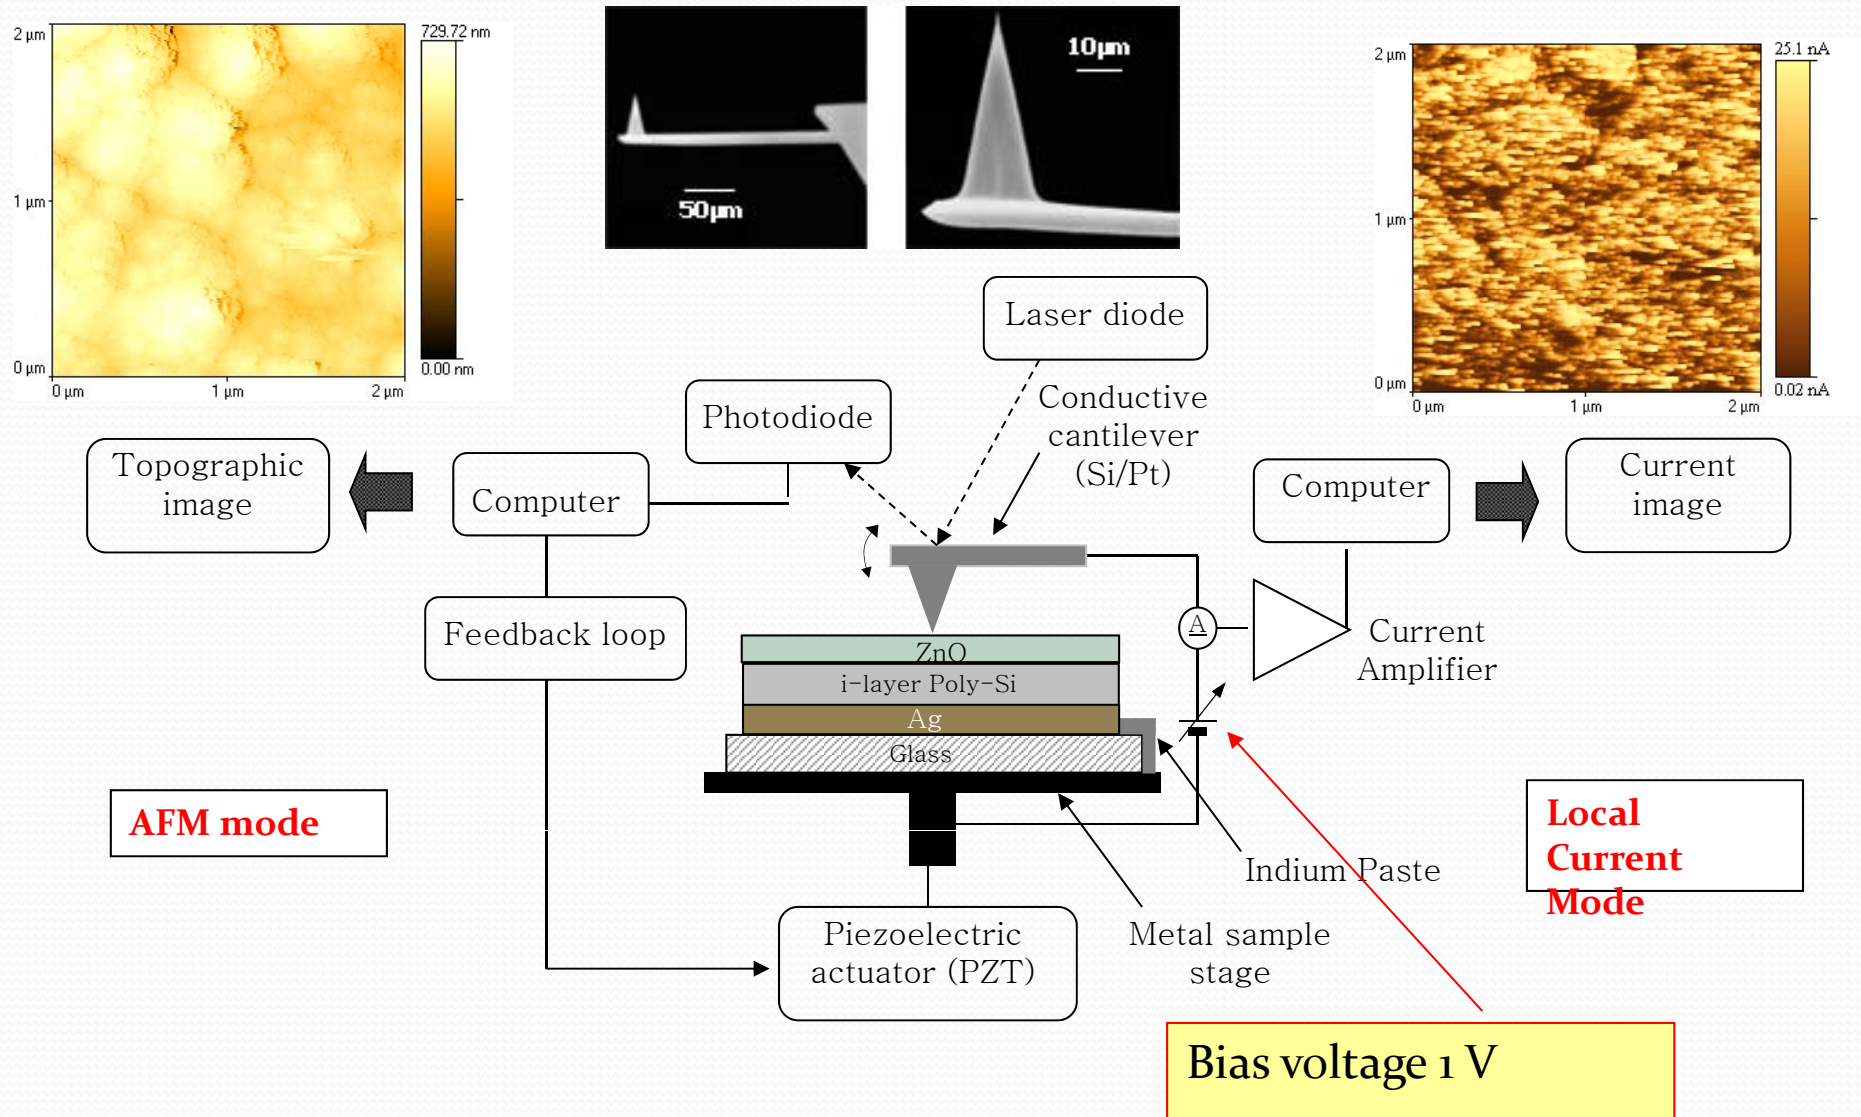 2 µm
1 µm
0 µm
0 µm
1 µm
2 µm
729.72 nm
0.00 nm
50µm
10µm
2 µm
1 µm
0 µm
0 µm
1 µm
2 µm
25.1 nA
0.02 nA
Laser diode
Photodiode
Conductive
cantilever
(Si/Pt)
Topographic
image
Computer
Computer
Current
image
Feedback loop
A
Current
Amplifier
ZnO
i-layer Poly-Si
Ag
Glass
AFM mode
Local
Current
Mode
Indium Paste
Piezoelectric
actuator (PZT)
Metal sample
stage
Bias voltage 1 V